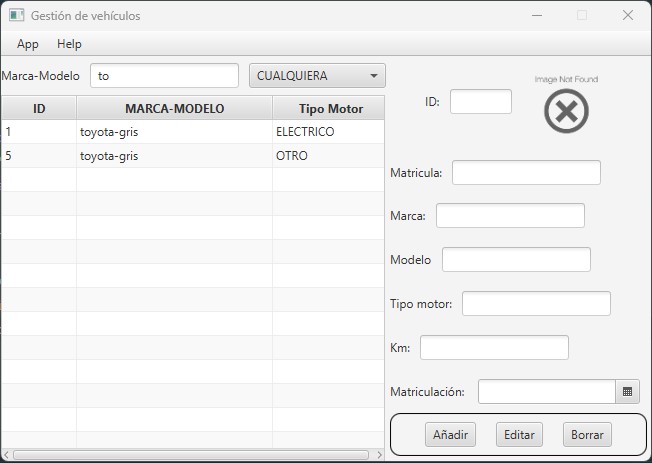 Gestión de vehículos
App Help
Marca-Modelo to CUALQUIERA
ID MARCA-MODELO Tipo Motor
1 toyota-gris ELECTRICO
5 toyota-gris OTRO
Image Not Found
ID:
Matricula:
Marca:
Modelo
Tipo motor:
Km:
Matriculación:
Añadir Editar Borrar